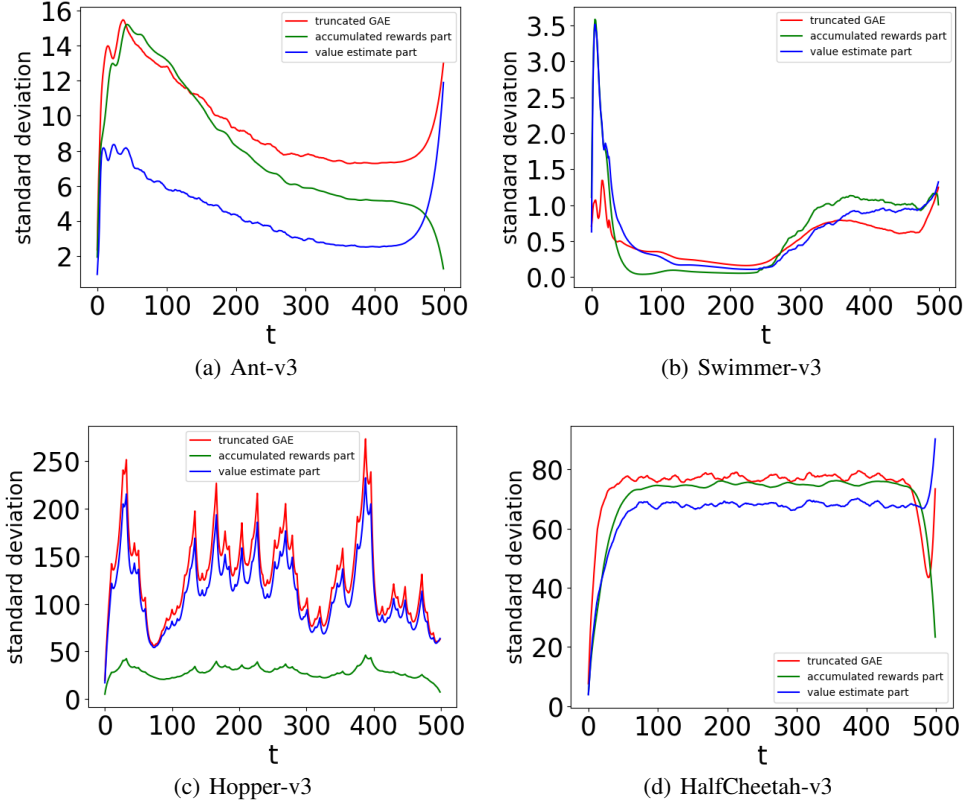 16
14
12
10
8
6
4
2
standard deviation
truncated GAE
accumulated rewards part
value estimate part
0 100 200 300 400 500
t
(a) Ant-v3
3.5
3.0
2.5
2.0
1.5
1.0
0.5
0.0
standard deviation
truncated GAE
accumulated rewards part
value estimate part
0 100 200 300 400 500
t
(b) Swimmer-v3
250
200
150
100
50
0
standard deviation
truncated GAE
accumulated rewards part
value estimate part
0 100 200 300 400 500
t
(c) Hopper-v3
80
60
40
20
0
standard deviation
truncated GAE
accumulated rewards part
value estimate part
0 100 200 300 400 500
t
(d) HalfCheetah-v3